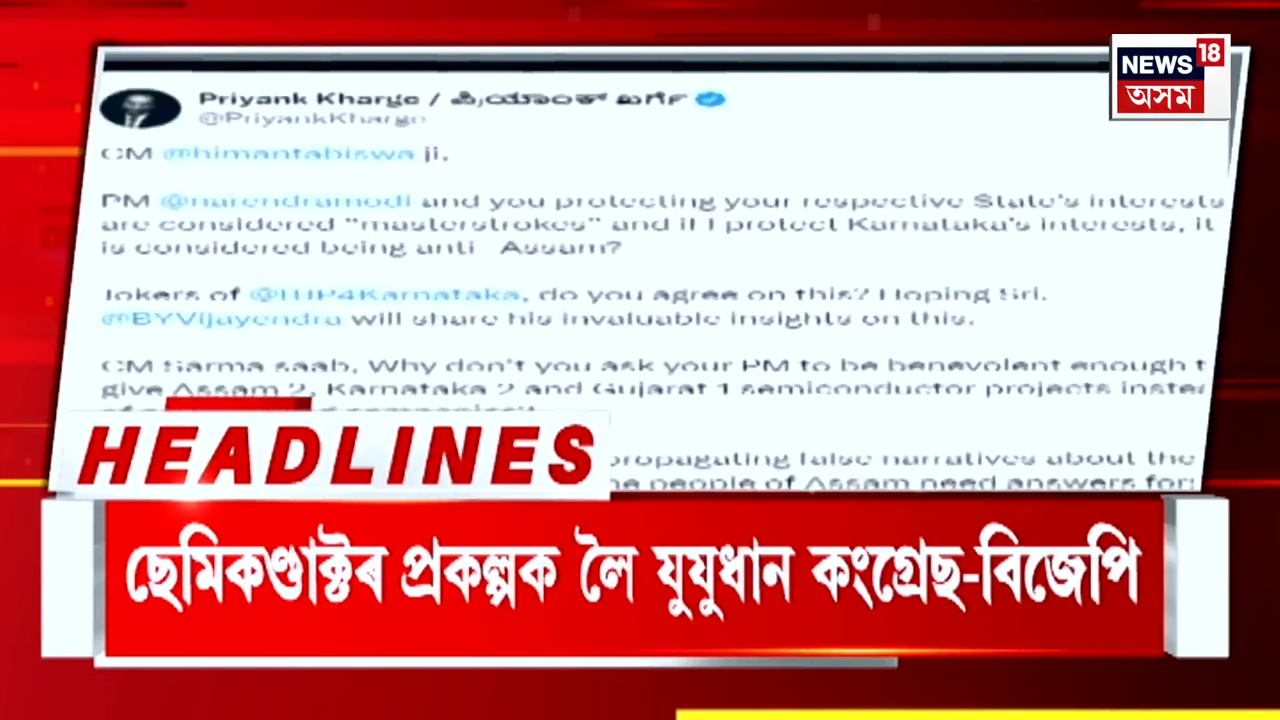 NEWS 18
অসম
Priyank Kharge / ಪ್ರಿಯಾಂಕ್ ಖರ್ಗೆ
@PriyankKharge
CM @himantabiswa ji,
PM @narendramodi and you protecting your respective State's interests
are considered "masterstrokes" and if I protect Karnataka's interests, it
is considered being anti Assam?
Jokers of @BJP4Karnataka, do you agree on this? Hoping Sri.
@BYVijayendra will share his invaluable insights on this.
CM Sarma saab, Why don't you ask your PM to be benevolent enough t
give Assam 2, Karnataka 2 and Gujarat 1 semiconductor projects inste
propagating false narratives about the
people of Assam need answers for:
HEADLINES
ছেমিকণ্ডাক্টৰ প্ৰকল্পক লৈ যুযুধান কংগ্ৰেছ-বিজেপি